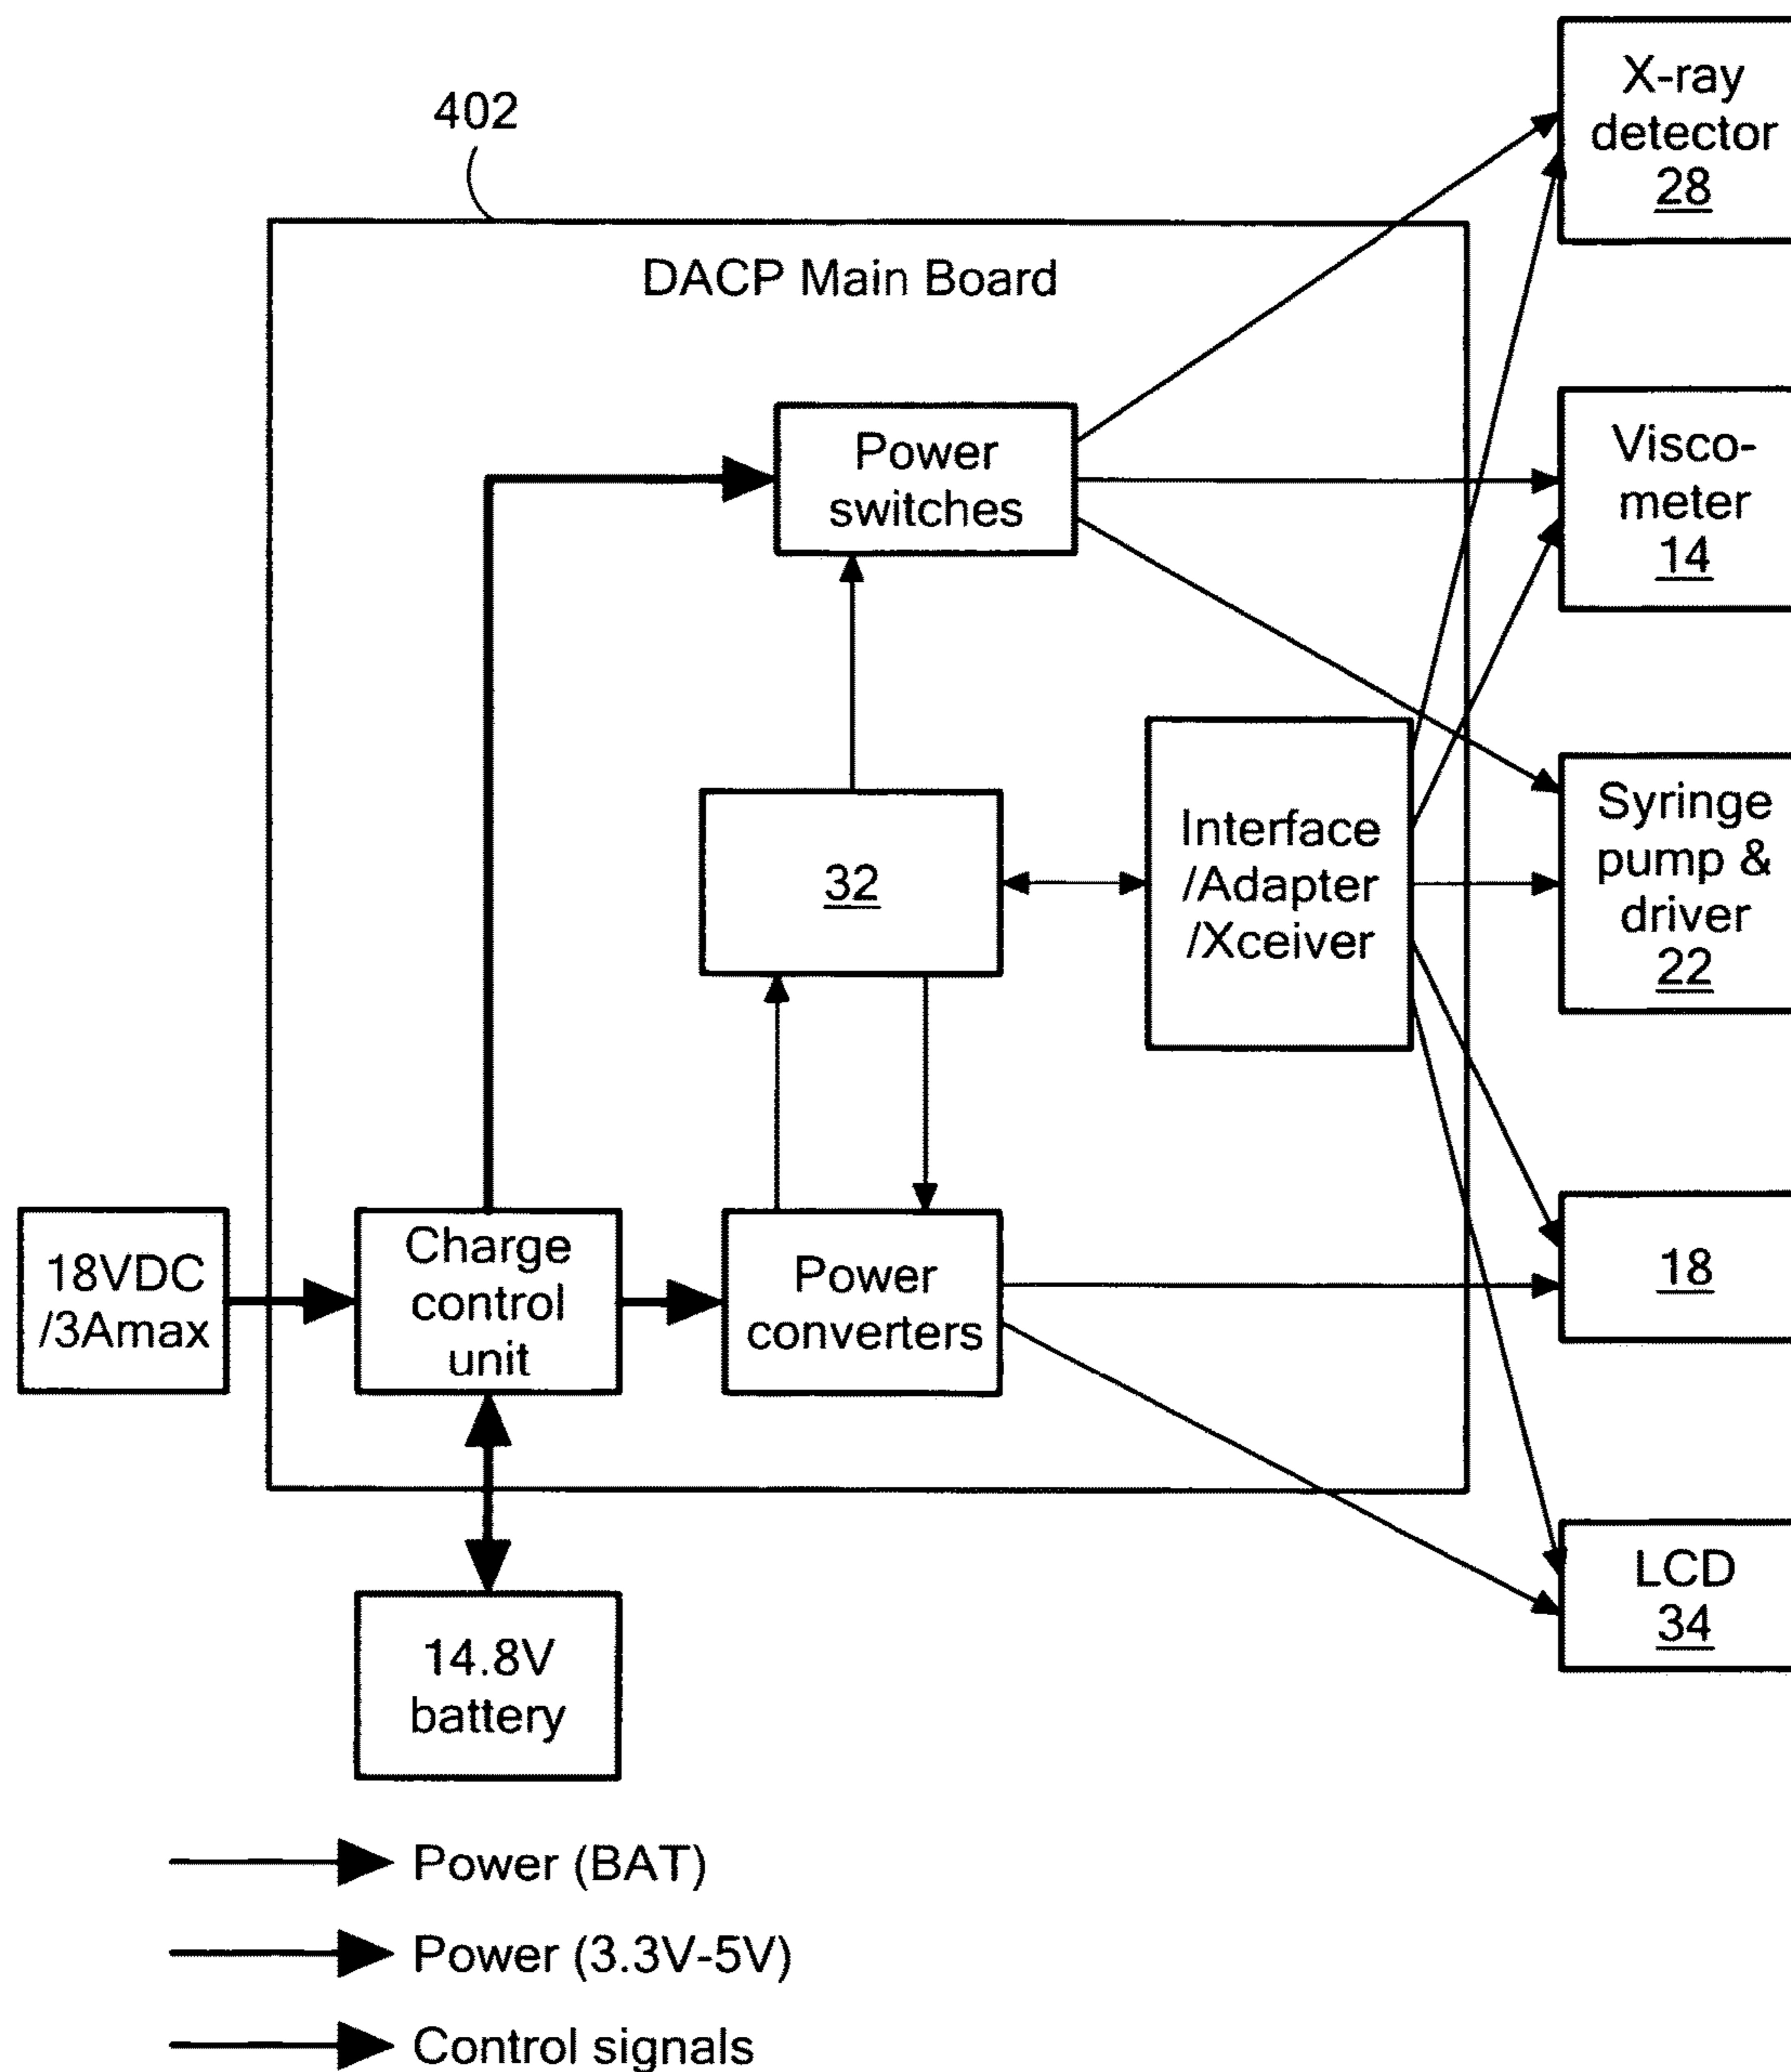 402
DACP Main Board
X-ray
detector
28
Power
switches
Visco-
meter
14
32
Interface
/Adapter
/Xceiver
Syringe
pump &
driver
22
18VDC
/3Amax
Charge
control
unit
Power
converters
18
14.8V
battery
LCD
34
Power (BAT)
Power (3.3V-5V)
Control signals